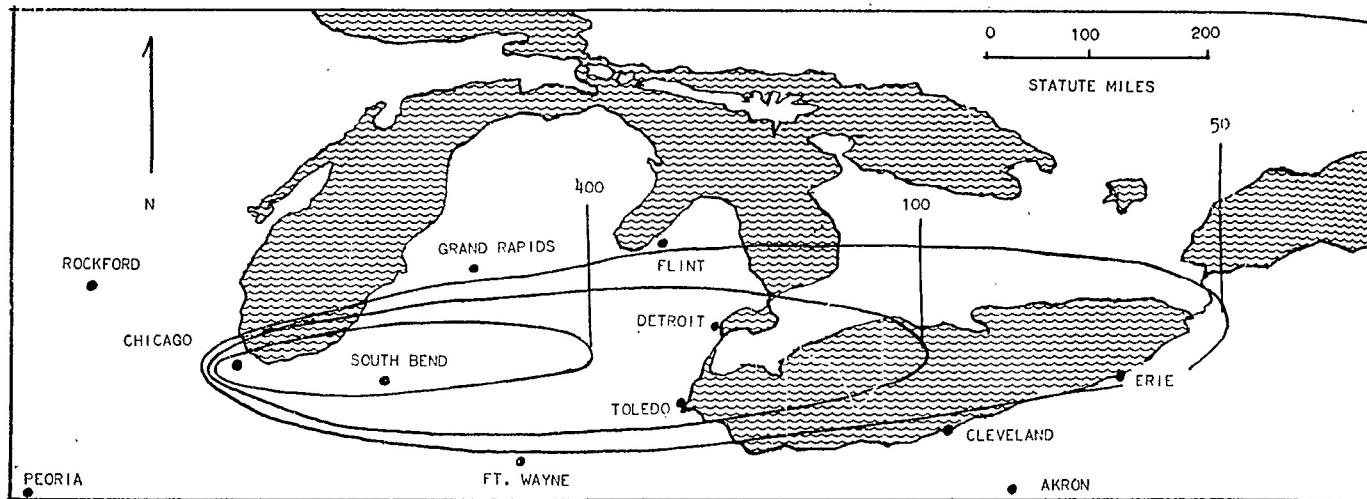 0 100 200
STATUTE MILES
50
400
100
N
GRAND RAPIDS
ROCKFORD
FLINT
DETROIT
CHICAGO
SOUTH BEND
ERIE
TOLEDO
CLEVELAND
PEORIA
FT. WAYNE
AKRON